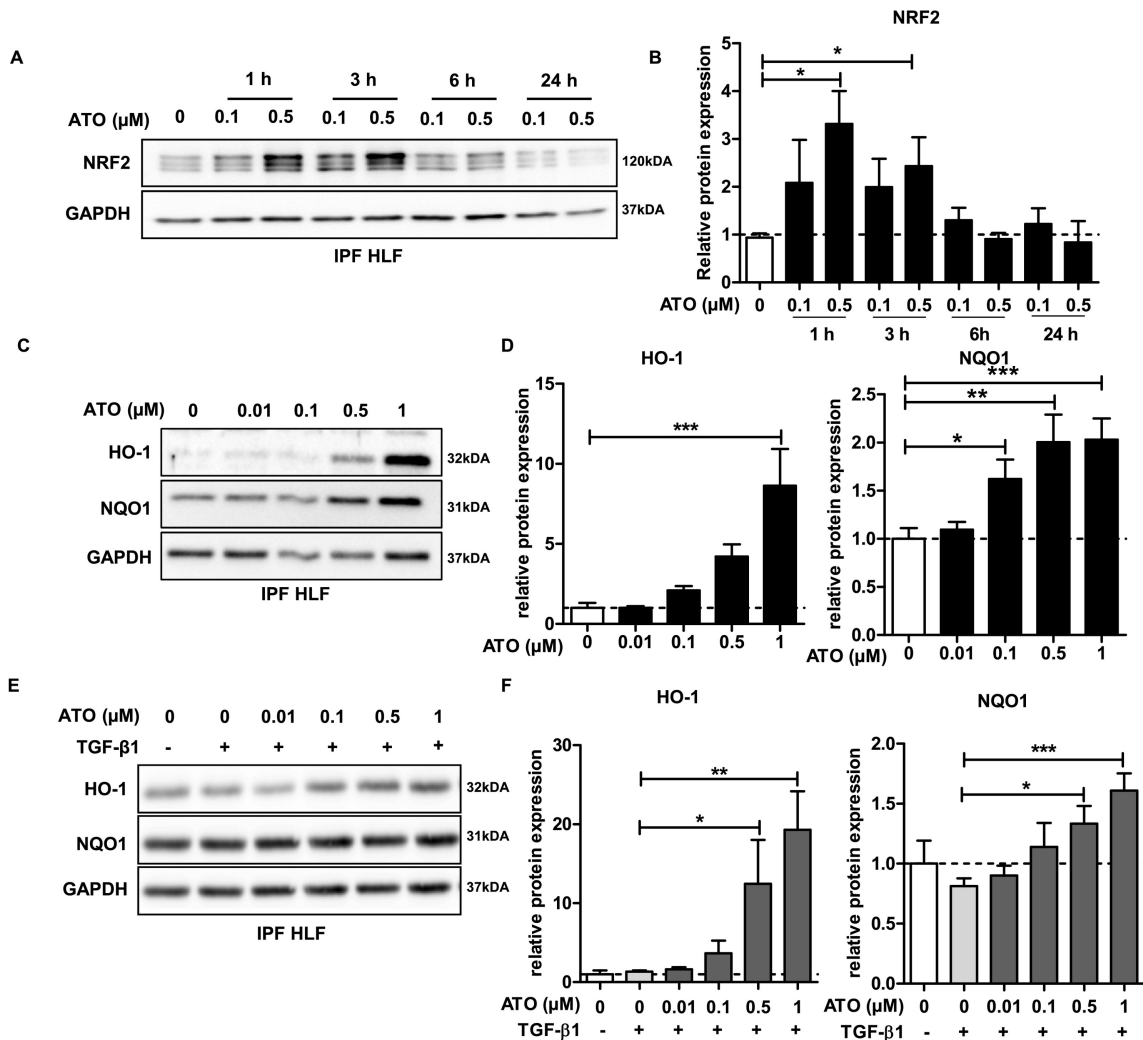 A
1 h 3 h 6 h 24 h
ATO (µM) 0 0.1 0.5 0.1 0.5 0.1 0.5 0.1 0.5
NRF2 120kDA
GAPDH 37kDA
IPF HLF
B
NRF2
Relative protein expression
5
4
3
2
1
0
* *
ATO (µM) 0 0.1 0.5 0.1 0.5 0.1 0.5 0.1 0.5
1 h 3 h 6h 24 h
C
ATO (µM) 0 0.01 0.1 0.5 1
HO-1 32kDA
NQO1 31kDA
GAPDH 37kDA
IPF HLF
D
HO-1
relative protein expression
15
10
5
0
***
ATO (µM) 0 0.01 0.1 0.5 1
NQO1
relative protein expression
2.5
2.0
1.5
1.0
0.5
0.0
***
**
*
ATO (µM) 0 0.01 0.1 0.5 1
E
ATO (µM) 0 0 0.01 0.1 0.5 1
TGF-β1 - + + + + +
HO-1 32kDA
NQO1 31kDA
GAPDH 37kDA
IPF HLF
F
HO-1
relative protein expression
30
20
10
0
**
*
ATO (µM) 0 0 0.01 0.1 0.5 1
TGF-β1 - + + + + +
NQO1
relative protein expression
2.0
1.5
1.0
0.5
0.0
***
*
ATO (µM) 0 0 0.01 0.1 0.5 1
TGF-β1 - + + + + +